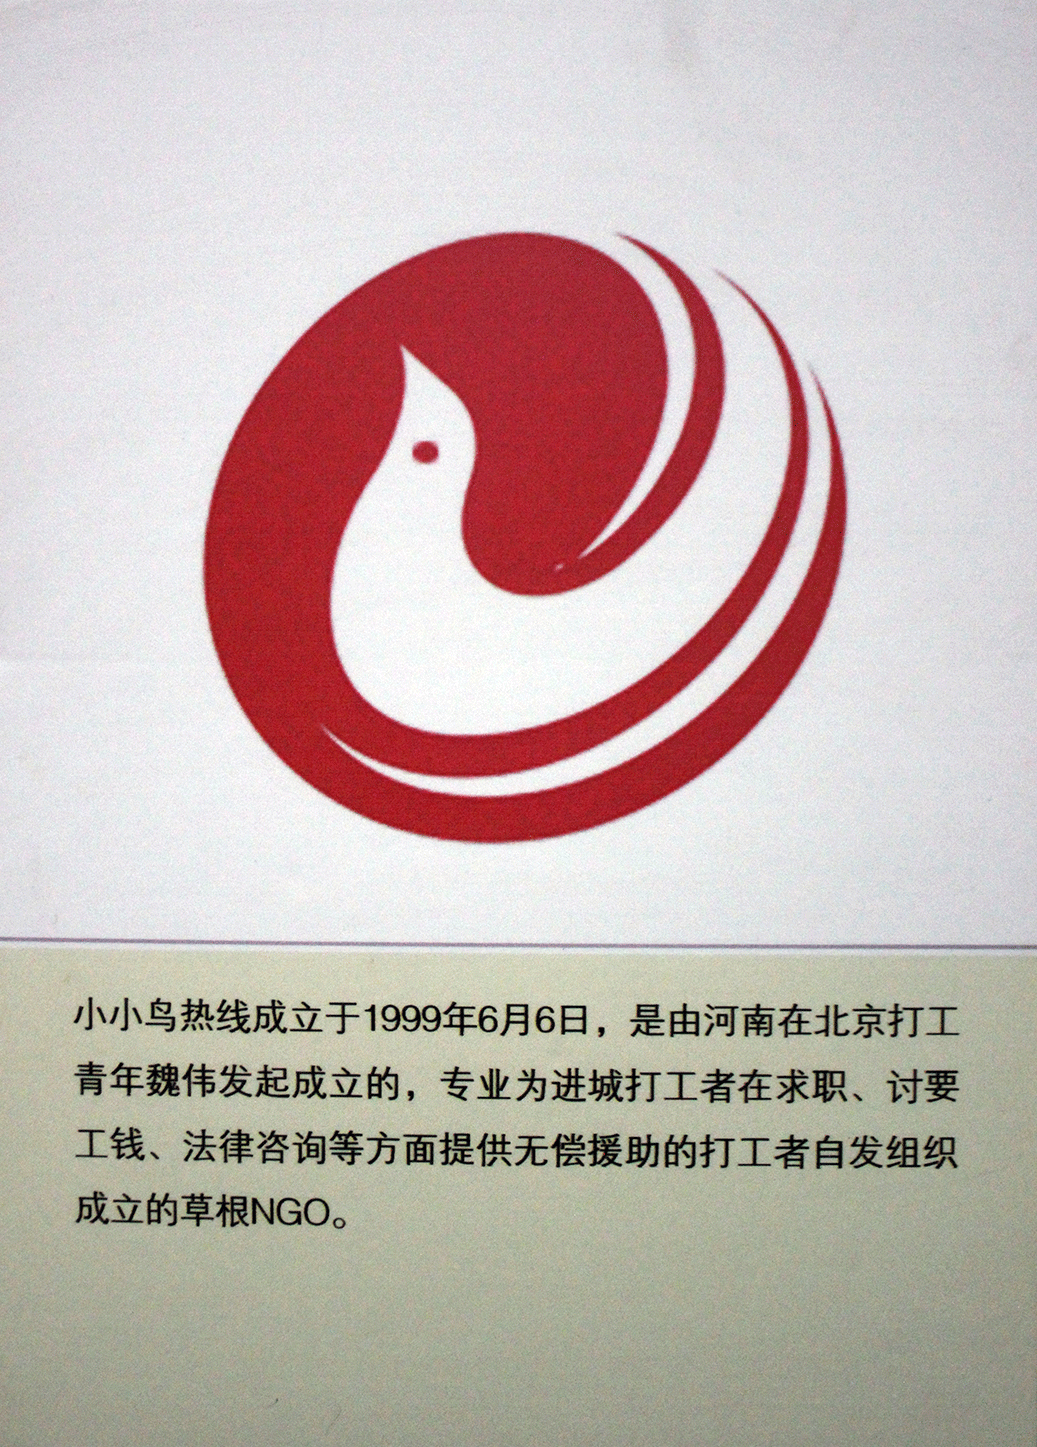 小小鸟热线成立于1999年6月6日，是由河南在北京打工
青年魏伟发起成立的，专业为进城打工者在求职、讨要
工钱、法律咨询等方面提供无偿援助的打工者自发组织
成立的草根NGO。